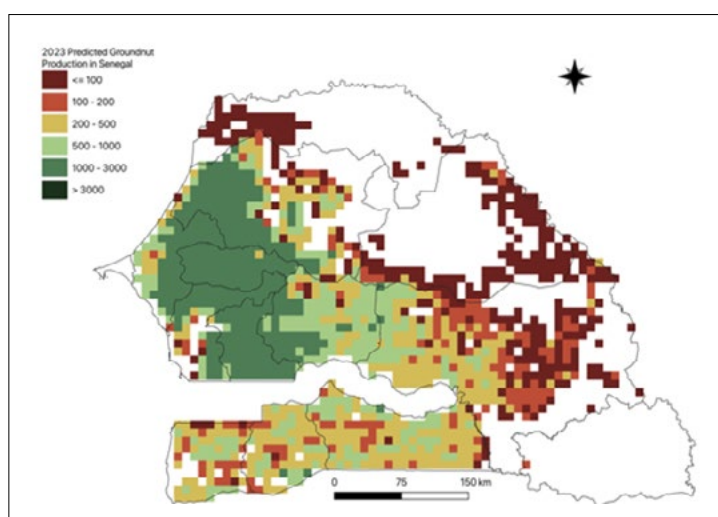 2023 Predicted Groundnut
Production in Senegal
<= 100
100 - 200
200 - 500
500 - 1000
1000 - 3000
> 3000
0 75 150 km